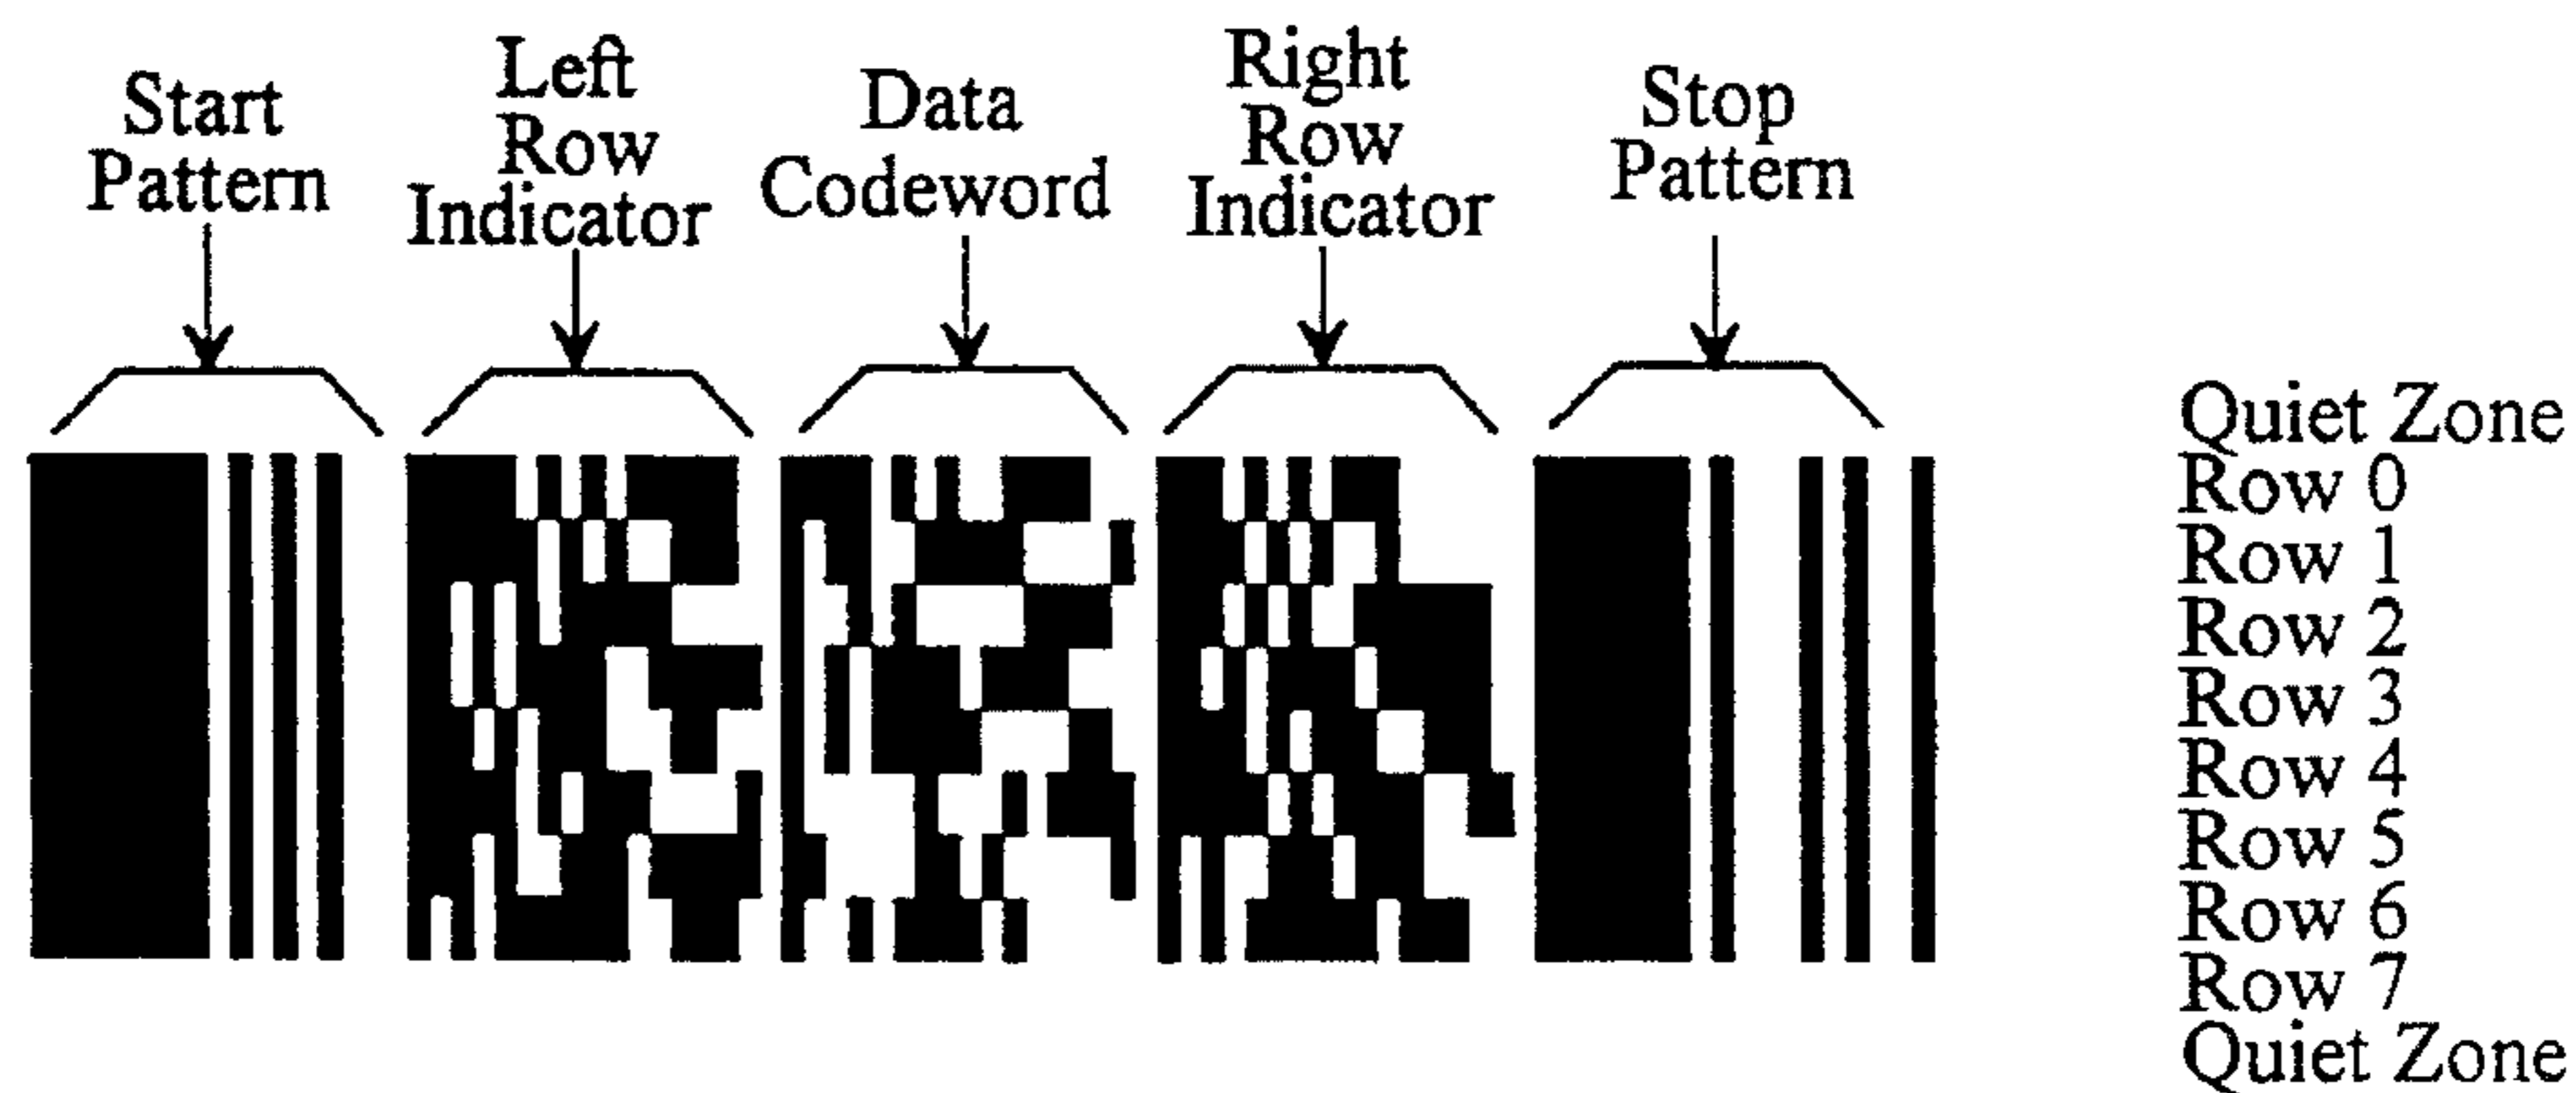 Start
Pattern
Left
Row
Indicator
Data
Codeword
Right
Row
Indicator
Stop
Pattern
Quiet Zone
Row 0
Row 1
Row 2
Row 3
Row 4
Row 5
Row 6
Row 7
Quiet Zone